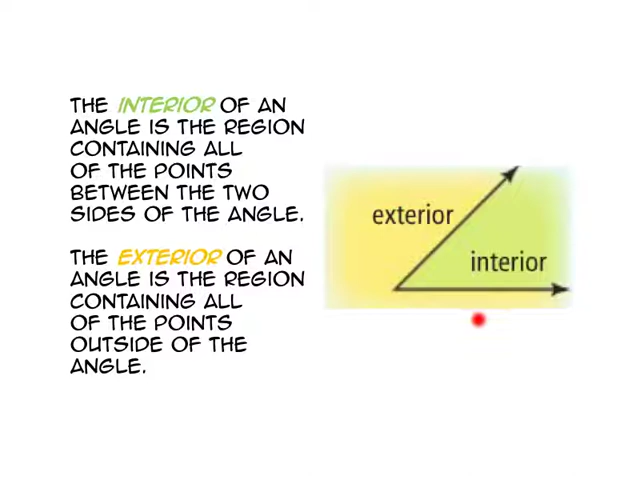 THE INTERIOR OF AN
ANGLE IS THE REGION
CONTAINING ALL
OF THE POINTS
BETWEEN THE TWO
SIDES OF THE ANGLE.
THE EXTERIOR OF AN
ANGLE IS THE REGION
CONTAINING ALL
OF THE POINTS
OUTSIDE OF THE
ANGLE.
exterior
interior